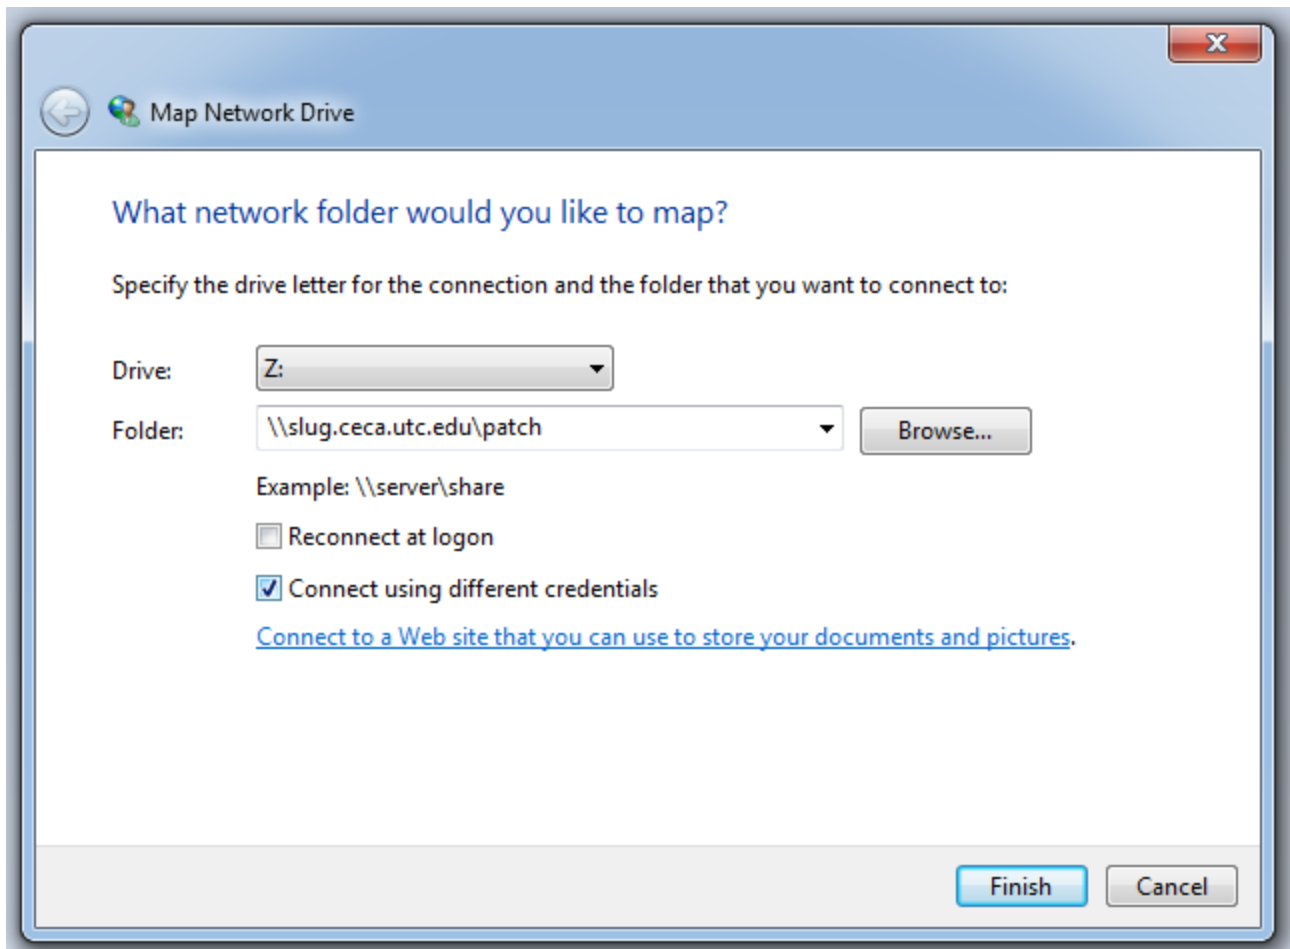 Map Network Drive
What network folder would you like to map?
Specify the drive letter for the connection and the folder that you want to connect to:
Drive: Z:
Folder: \\slug.ceca.utc.edu\patch Browse...
Example: \\server\share
Reconnect at logon
Connect using different credentials
Connect to a Web site that you can use to store your documents and pictures.
Finish Cancel